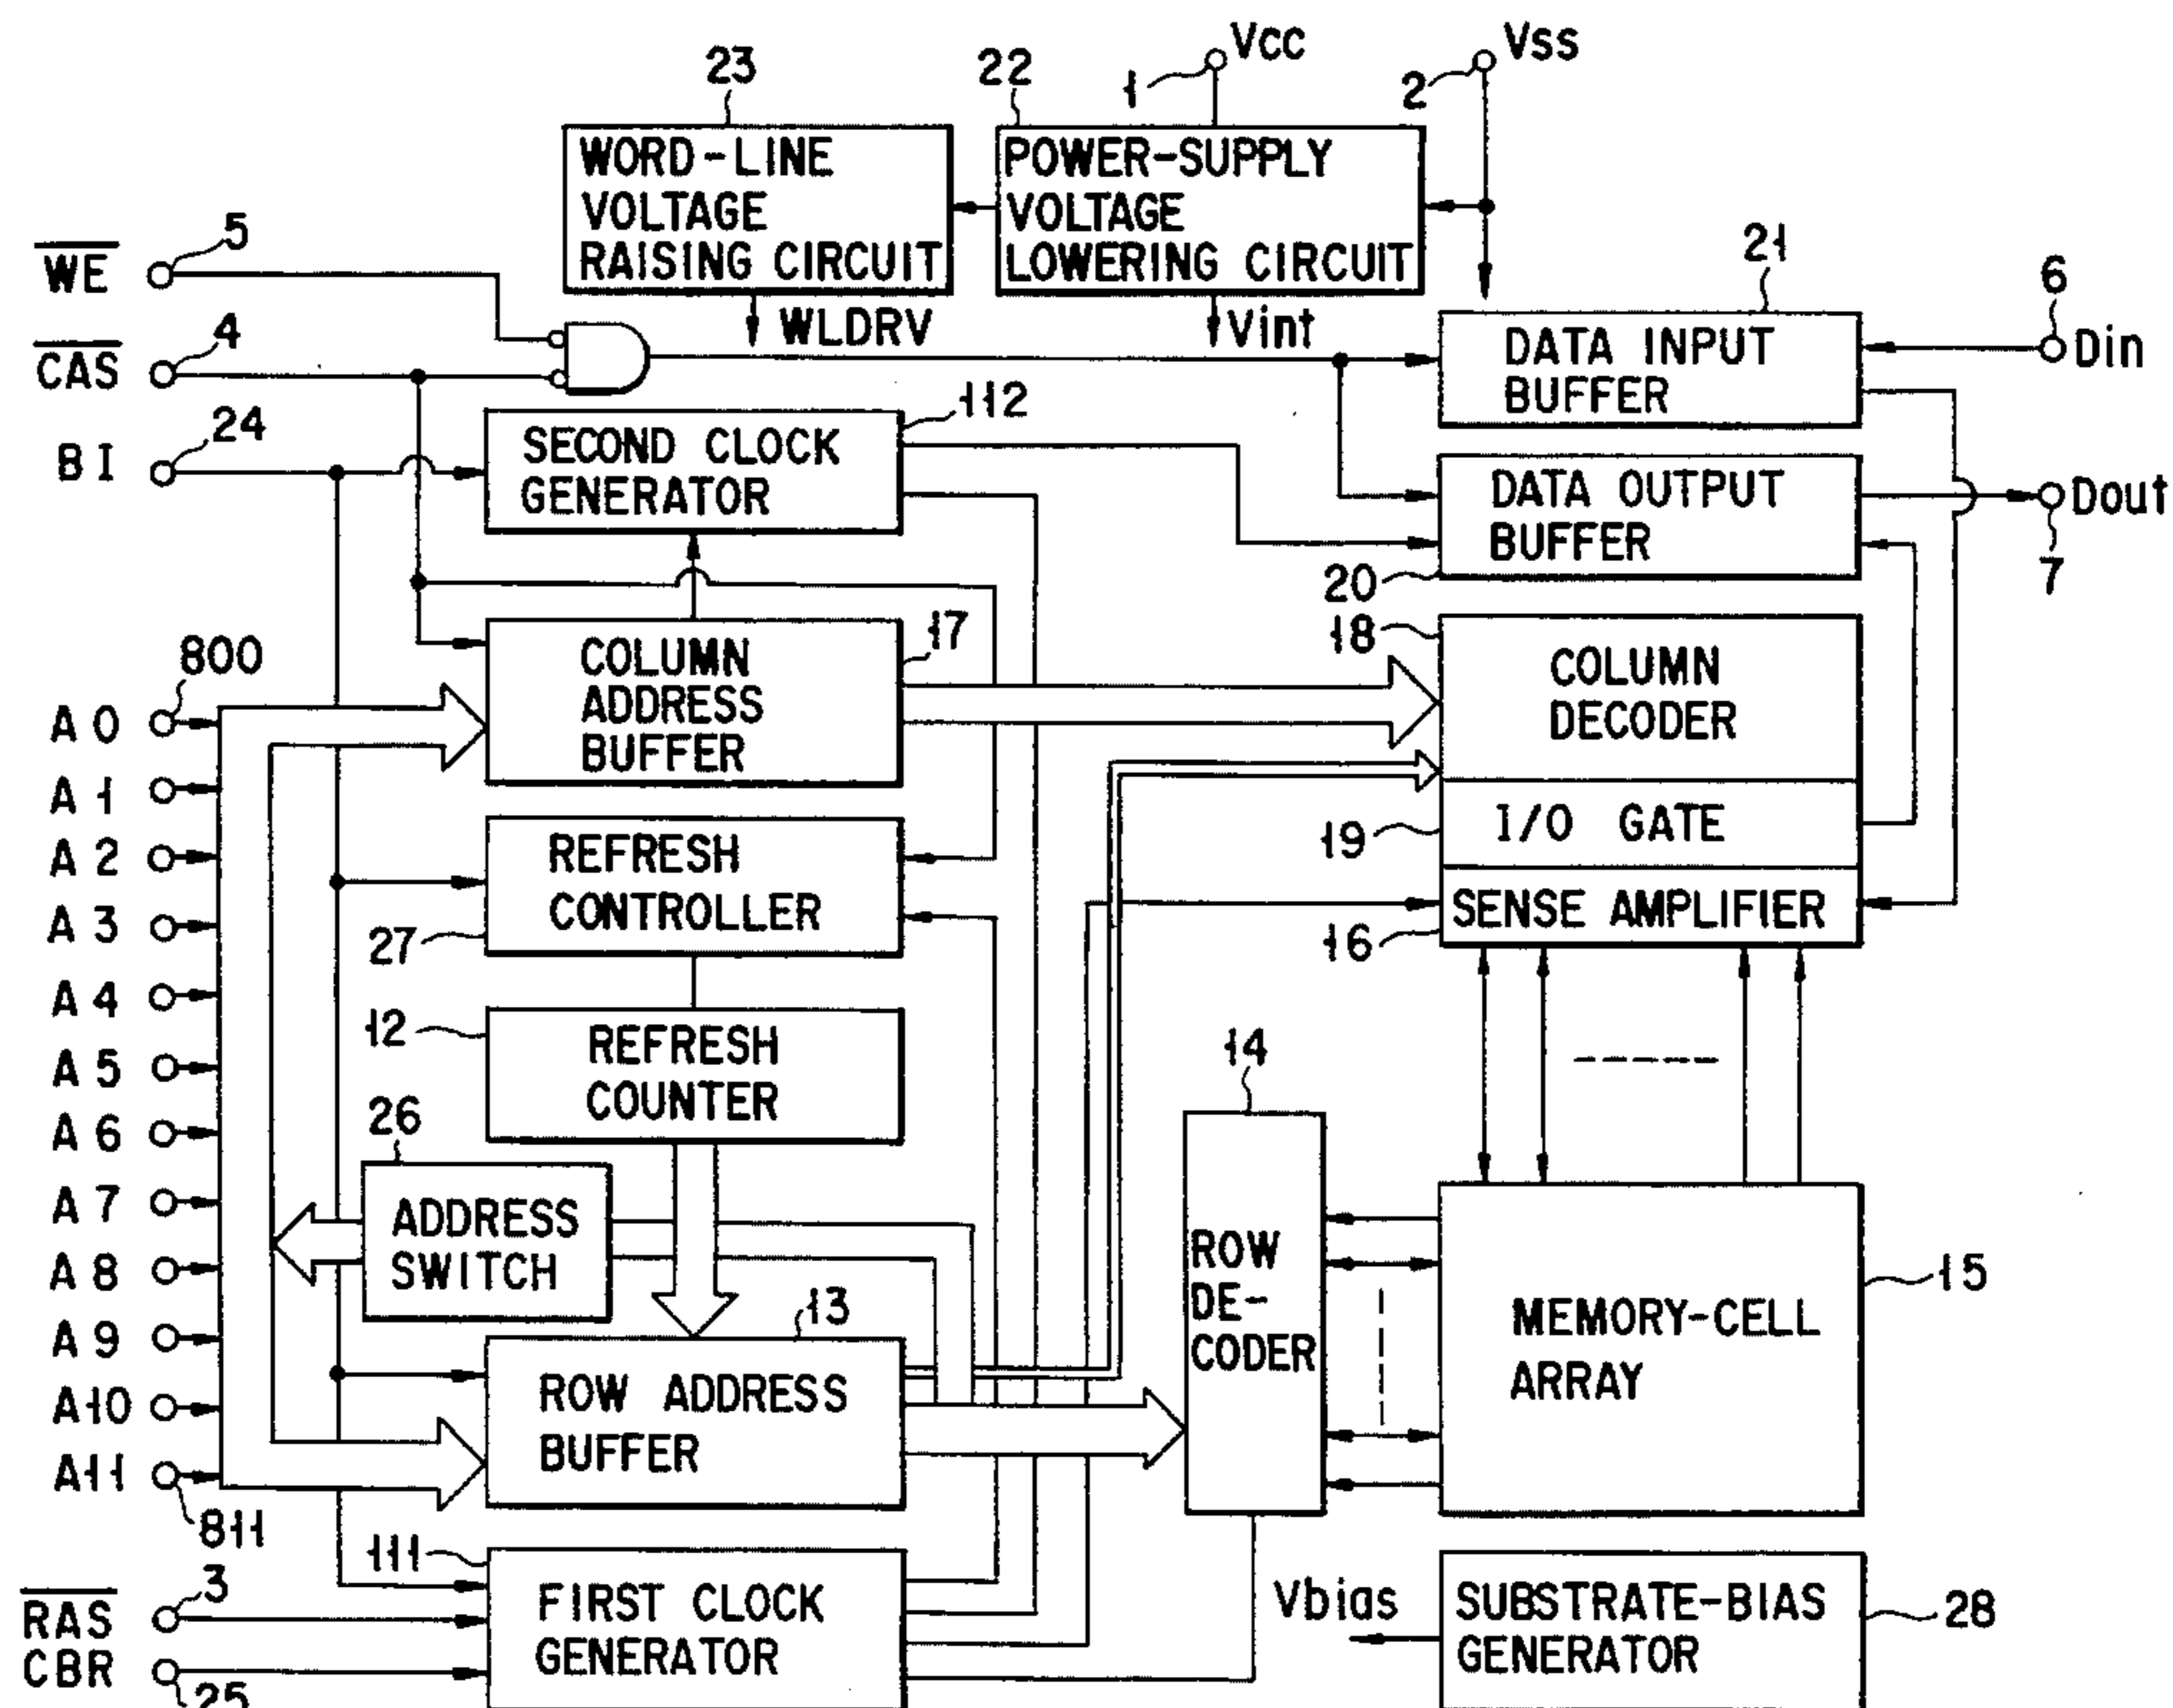 Vcc
Vss
23
22
1
2
WORD-LINE
VOLTAGE
RAISING CIRCUIT
POWER-SUPPLY
VOLTAGE
LOWERING CIRCUIT
WE
5
CAS
4
BI
24
WLDRV
Vint
21
DATA INPUT
BUFFER
6
Din
112
SECOND CLOCK
GENERATOR
DATA OUTPUT
BUFFER
20
Dout
7
800
COLUMN
ADDRESS
BUFFER
17
18
COLUMN
DECODER
A0
A1
A2
A3
A4
A5
A6
A7
A8
A9
A10
A11
811
REFRESH
CONTROLLER
27
I/O GATE
19
SENSE AMPLIFIER
16
12
REFRESH
COUNTER
14
26
ADDRESS
SWITCH
ROW
DE-
CODER
MEMORY-CELL
ARRAY
15
13
ROW ADDRESS
BUFFER
111
RAS
3
CBR
25
FIRST CLOCK
GENERATOR
Vbias
SUBSTRATE-BIAS
GENERATOR
28